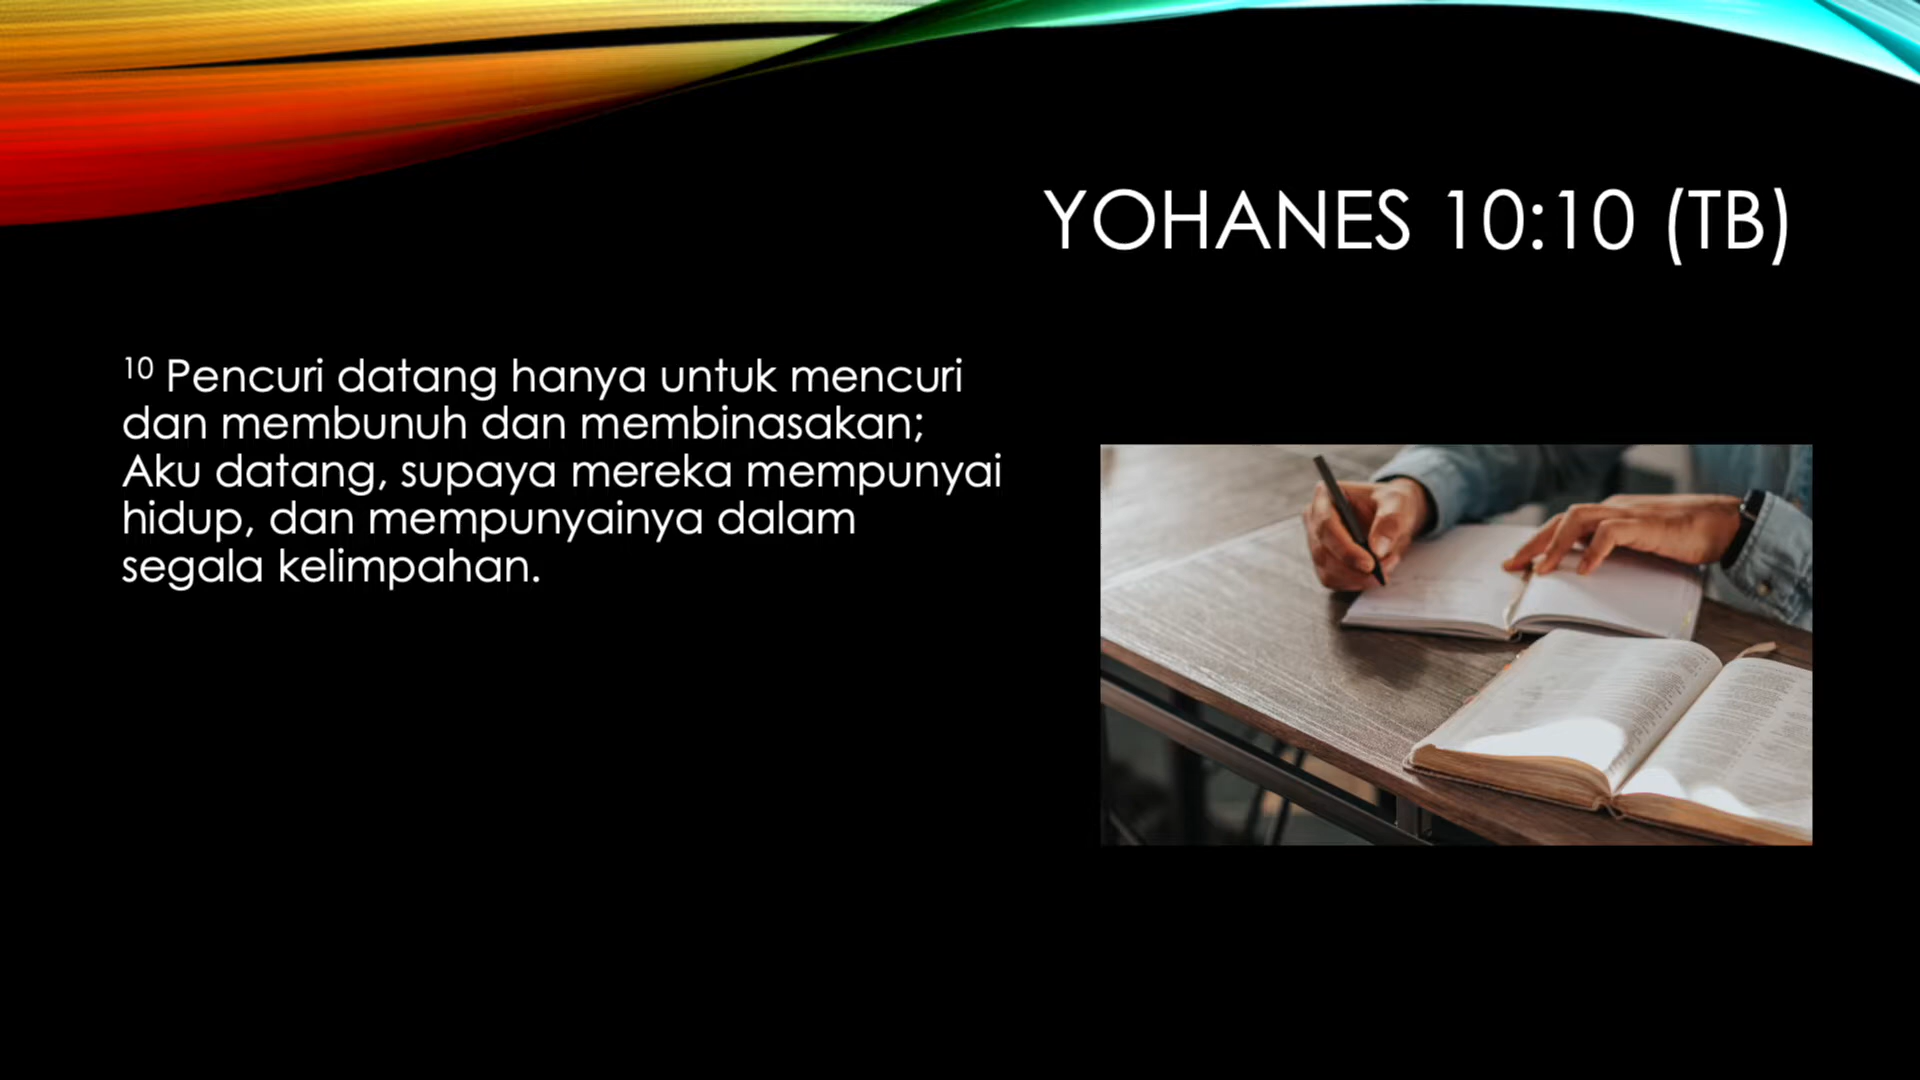 YOHANES 10:10 (TB)
10 Pencuri datang hanya untuk mencuri
dan membunuh dan membinasakan;
Aku datang, supaya mereka mempunyai
hidup, dan mempunyainya dalam
segala kelimpahan.